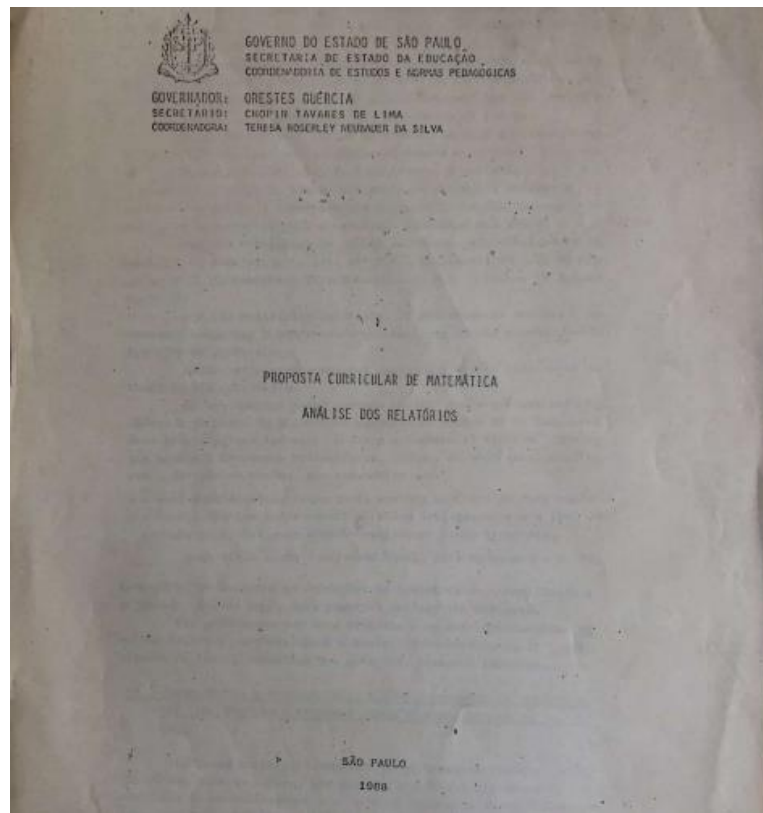 GOVERNO DO ESTADO DE SÃO PAULO
SECRETARIA DE ESTADO DA EDUCAÇÃO
COORDENADORIA DE ESTUDOS E NORMAS PEDAGÓGICAS
GOVERNADOR: ORESTES QUÉRCIA
SECRETÁRIO: CHOPIN TAVARES DE LIMA
COORDENADORA: TERESA ROSERLEY NEUBAUER DA SILVA
PROPOSTA CURRICULAR DE MATEMÁTICA
ANÁLISE DOS RELATÓRIOS
SÃO PAULO
1988